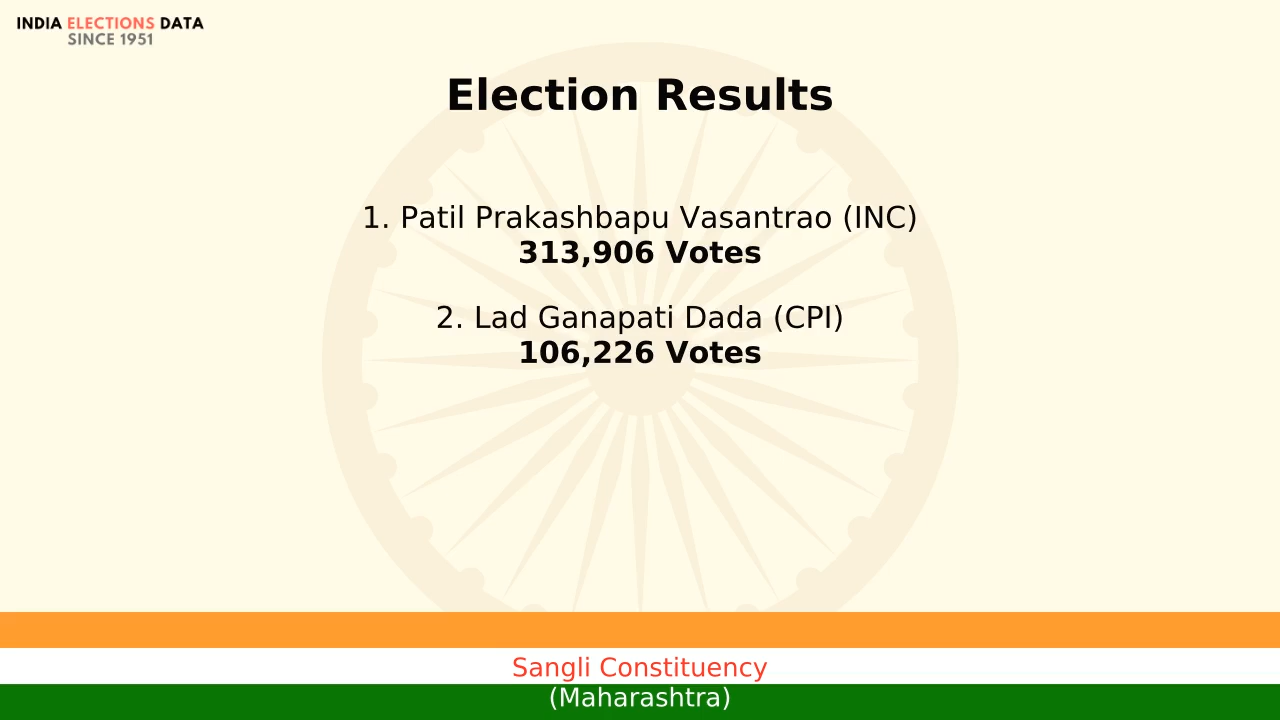 INDIA ELECTIONS DATA
SINCE 1951
Election Results
1. Patil Prakashbapu Vasantrao (INC)
313,906 Votes
2. Lad Ganapati Dada (CPI)
106,226 Votes
Sangli Constituency
(Maharashtra)